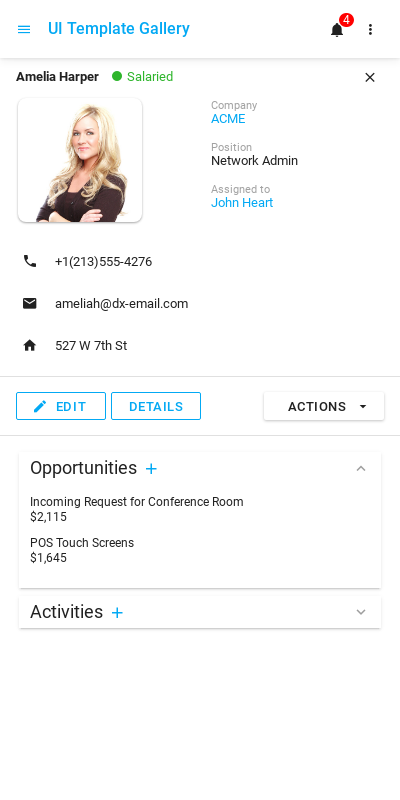 UI Template Gallery
4
Amelia Harper
Salaried
Company
ACME
Position
Network Admin
Assigned to
John Heart
+1(213)555-4276
ameliah@dx-email.com
527 W 7th St
EDIT
DETAILS
ACTIONS
Opportunities
Incoming Request for Conference Room
$2,115
POS Touch Screens
$1,645
Activities